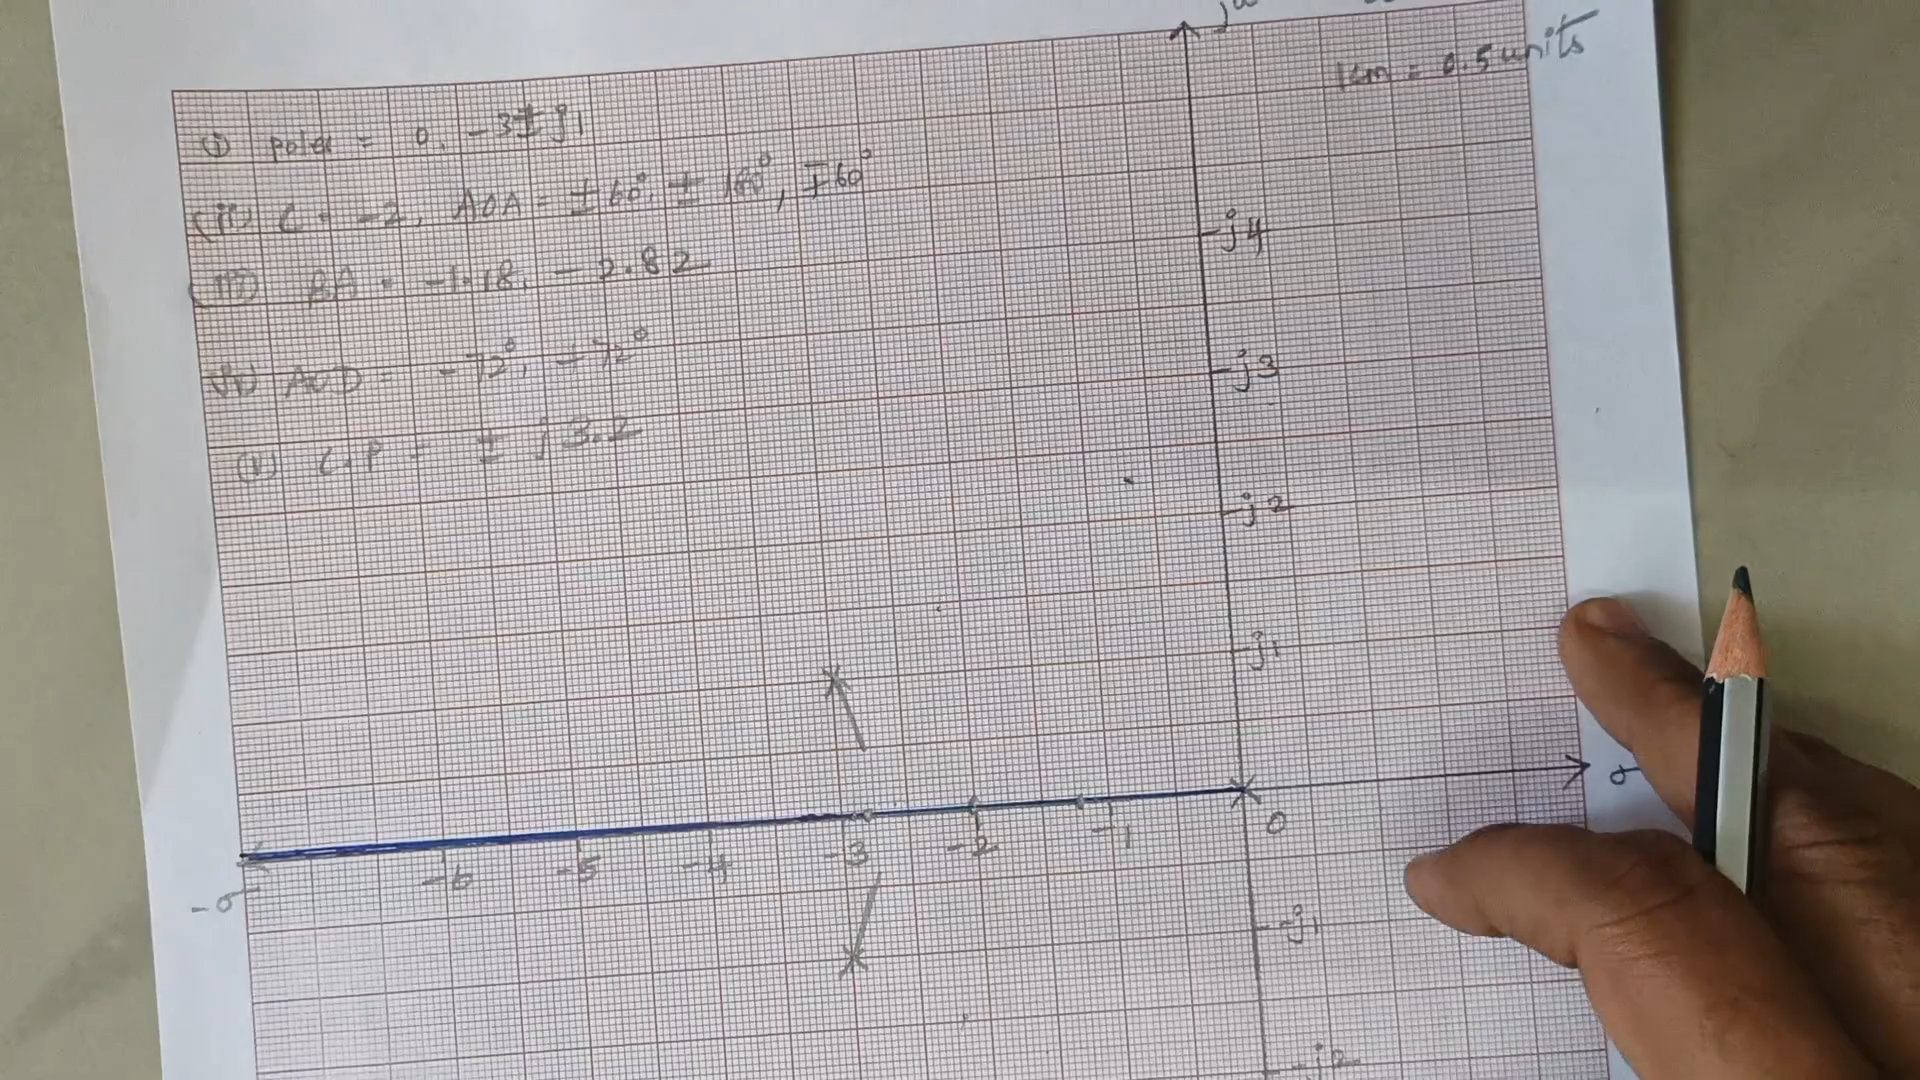 jω
1cm = 0.5 units
(i) poles = 0, -3±j1
(ii) C = -2, AOA = ±60°, ±180°, ∓60°
(iii) BA = -1.18, -2.82
(iv) AOD = -72°, +72°
(v) C.P = ± j3.2
j4
j3
j2
j1
σ
0
-1
-2
-3
-4
-5
-6
-σ
-j1
-j2